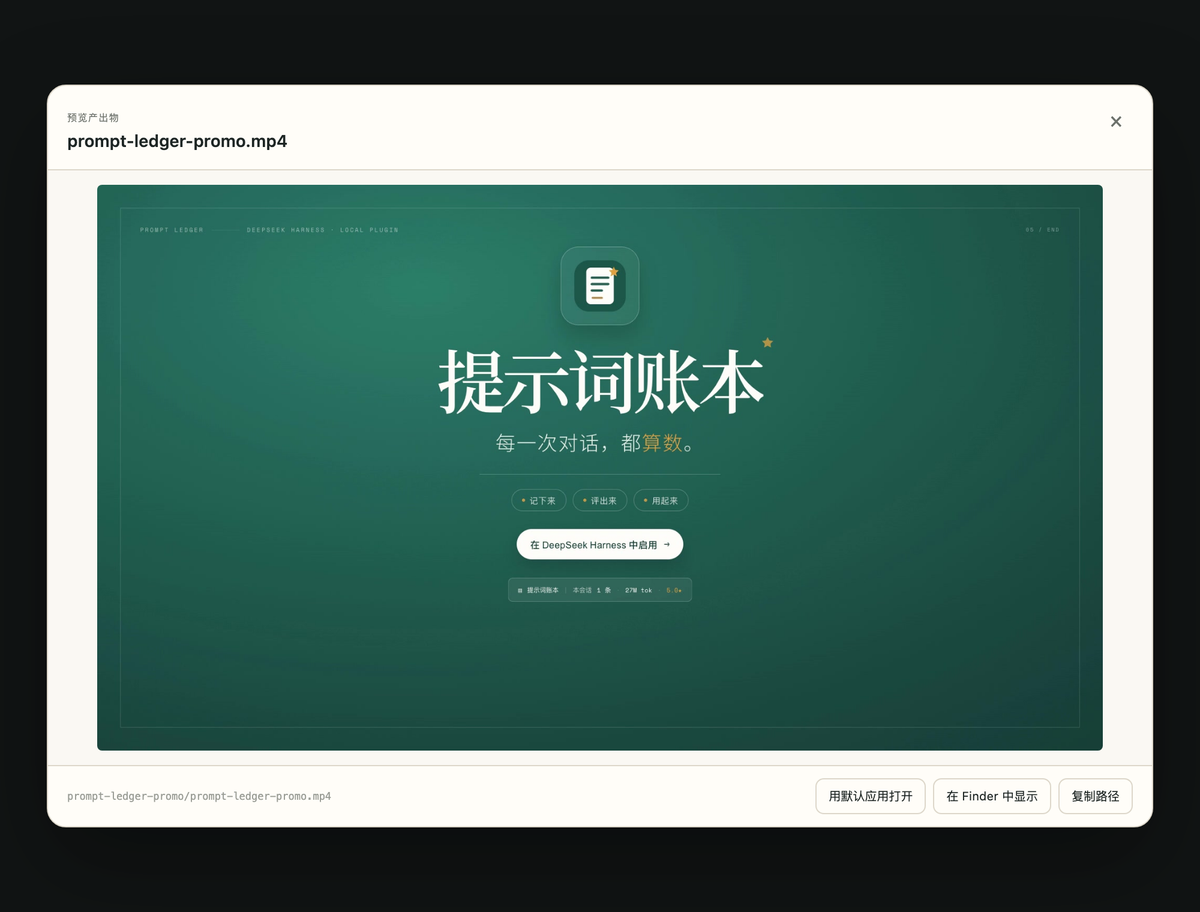 预览产出物
prompt-ledger-promo.mp4
×
PROMPT LEDGER DEEPSEEK HARNESS · LOCAL PLUGIN
05 / END
提示词账本
每一次对话，都算数。
记下来 评出来 用起来
在 DeepSeek Harness 中启用 →
提示词账本 本会话 1 条 27W tok 5.0★
prompt-ledger-promo/prompt-ledger-promo.mp4
用默认应用打开 在 Finder 中显示 复制路径